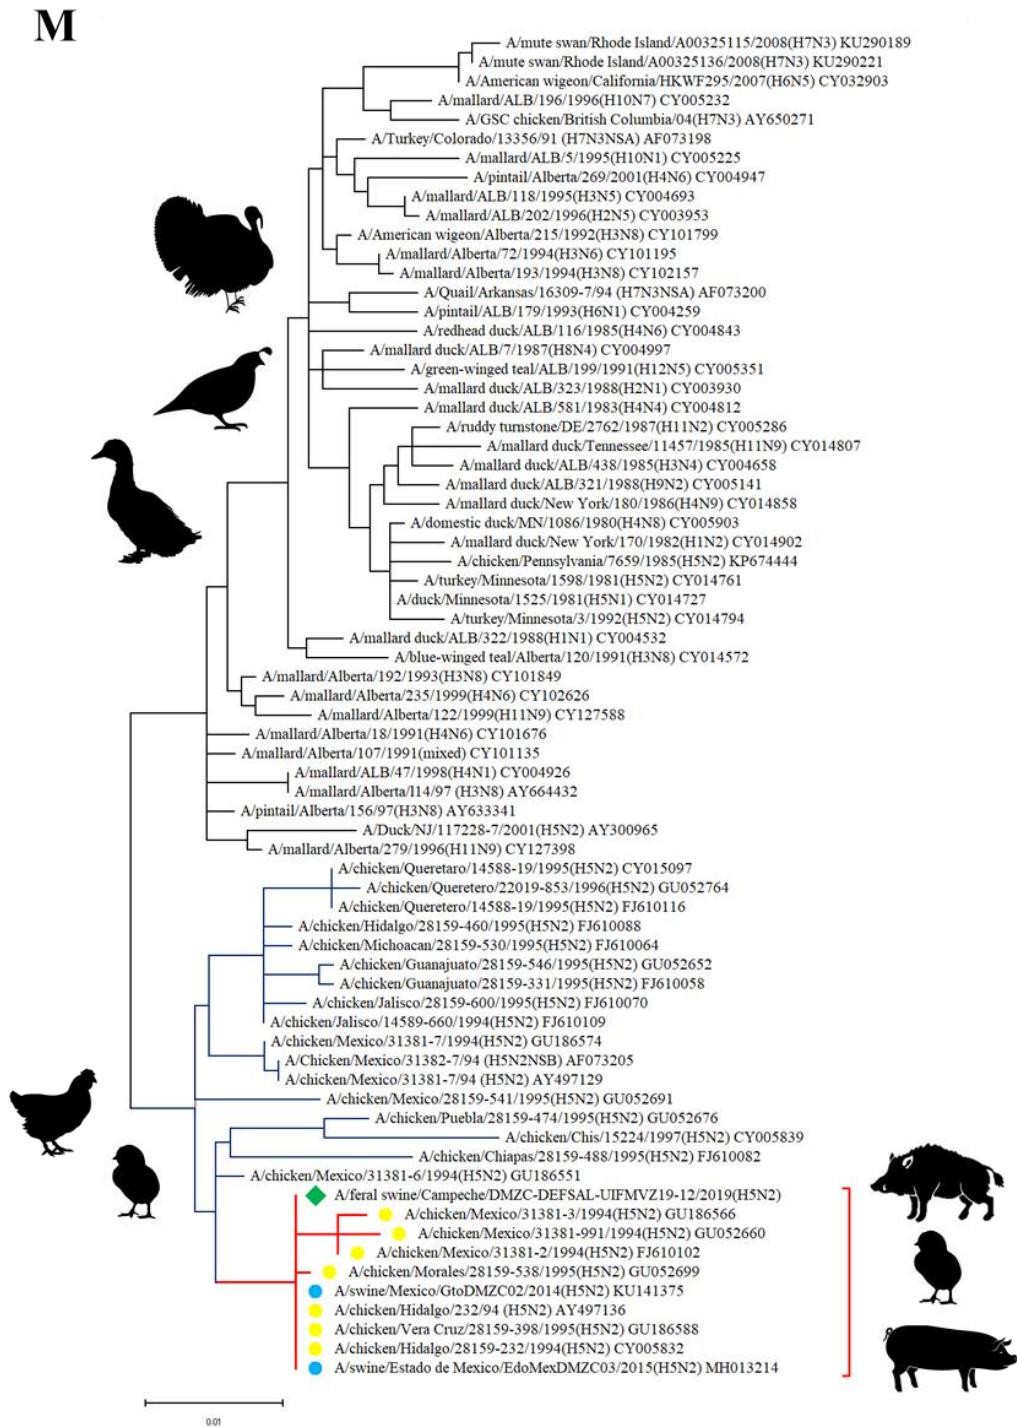 M
A/mute swan/Rhode Island/A00325115/2008(H7N3) KU290189
A/mute swan/Rhode Island/A00325136/2008(H7N3) KU290221
A/American wigeon/California/HKWF295/2007(H6N5) CY032903
A/mallard/ALB/196/1996(H10N7) CY005232
A/GSC chicken/British Columbia/04(H7N3) AY650271
A/Turkey/Colorado/13356/91 (H7N3NSA) AF073198
A/mallard/ALB/5/1995(H10N1) CY005225
A/pintail/Alberta/269/2001(H4N6) CY004947
A/mallard/ALB/118/1995(H3N5) CY004693
A/mallard/ALB/202/1996(H2N5) CY003953
A/American wigeon/Alberta/215/1992(H3N8) CY101799
A/mallard/Alberta/72/1994(H3N6) CY101195
A/mallard/Alberta/193/1994(H3N8) CY102157
A/Quail/Arkansas/16309-7/94 (H7N3NSA) AF073200
A/pintail/ALB/179/1993(H6N1) CY004259
A/redhead duck/ALB/116/1985(H4N6) CY004843
A/mallard duck/ALB/7/1987(H8N4) CY004997
A/green-winged teal/ALB/199/1991(H12N5) CY005351
A/mallard duck/ALB/323/1988(H2N1) CY003930
A/mallard duck/ALB/581/1983(H4N4) CY004812
A/ruddy turnstone/DE/2762/1987(H11N2) CY005286
A/mallard duck/Tennessee/11457/1985(H11N9) CY014807
A/mallard duck/ALB/438/1985(H3N4) CY004658
A/mallard duck/ALB/321/1988(H9N2) CY005141
A/mallard duck/New York/180/1986(H4N9) CY014858
A/domestic duck/MN/1086/1980(H4N8) CY005903
A/mallard duck/New York/170/1982(H1N2) CY014902
A/chicken/Pennsylvania/7659/1985(H5N2) KP674444
A/turkey/Minnesota/1598/1981(H5N2) CY014761
A/duck/Minnesota/1525/1981(H5N1) CY014727
A/turkey/Minnesota/3/1992(H5N2) CY014794
A/mallard duck/ALB/322/1988(H1N1) CY004532
A/blue-winged teal/Alberta/120/1991(H3N8) CY014572
A/mallard/Alberta/192/1993(H3N8) CY101849
A/mallard/Alberta/235/1999(H4N6) CY102626
A/mallard/Alberta/122/1999(H11N9) CY127588
A/mallard/Alberta/18/1991(H4N6) CY101676
A/mallard/Alberta/107/1991(mixed) CY101135
A/mallard/ALB/47/1998(H4N1) CY004926
A/mallard/Alberta/l14/97 (H3N8) AY664432
A/pintail/Alberta/156/97(H3N8) AY633341
A/Duck/NJ/117228-7/2001(H5N2) AY300965
A/mallard/Alberta/279/1996(H11N9) CY127398
A/chicken/Queretaro/14588-19/1995(H5N2) CY015097
A/chicken/Queretero/22019-853/1996(H5N2) GU052764
A/chicken/Queretero/14588-19/1995(H5N2) FJ610116
A/chicken/Hidalgo/28159-460/1995(H5N2) FJ610088
A/chicken/Michoacan/28159-530/1995(H5N2) FJ610064
A/chicken/Guanajuato/28159-546/1995(H5N2) GU052652
A/chicken/Guanajuato/28159-331/1995(H5N2) FJ610058
A/chicken/Jalisco/28159-600/1995(H5N2) FJ610070
A/chicken/Jalisco/14589-660/1994(H5N2) FJ610109
A/chicken/Mexico/31381-7/1994(H5N2) GU186574
A/Chicken/Mexico/31382-7/94 (H5N2NSB) AF073205
A/chicken/Mexico/31381-7/94 (H5N2) AY497129
A/chicken/Mexico/28159-541/1995(H5N2) GU052691
A/chicken/Puebla/28159-474/1995(H5N2) GU052676
A/chicken/Chis/15224/1997(H5N2) CY005839
A/chicken/Chiapas/28159-488/1995(H5N2) FJ610082
A/chicken/Mexico/31381-6/1994(H5N2) GU186551
A/feral swine/Campeche/DMZC-DEFSAL-UIFMVZ19-12/2019(H5N2)
A/chicken/Mexico/31381-3/1994(H5N2) GU186566
A/chicken/Mexico/31381-991/1994(H5N2) GU052660
A/chicken/Mexico/31381-2/1994(H5N2) FJ610102
A/chicken/Morales/28159-538/1995(H5N2) GU052699
A/swine/Mexico/GtoDMZC02/2014(H5N2) KU141375
A/chicken/Hidalgo/232/94 (H5N2) AY497136
A/chicken/Vera Cruz/28159-398/1995(H5N2) GU186588
A/chicken/Hidalgo/28159-232/1994(H5N2) CY005832
A/swine/Estado de Mexico/EdoMexDMZC03/2015(H5N2) MH013214
0.01